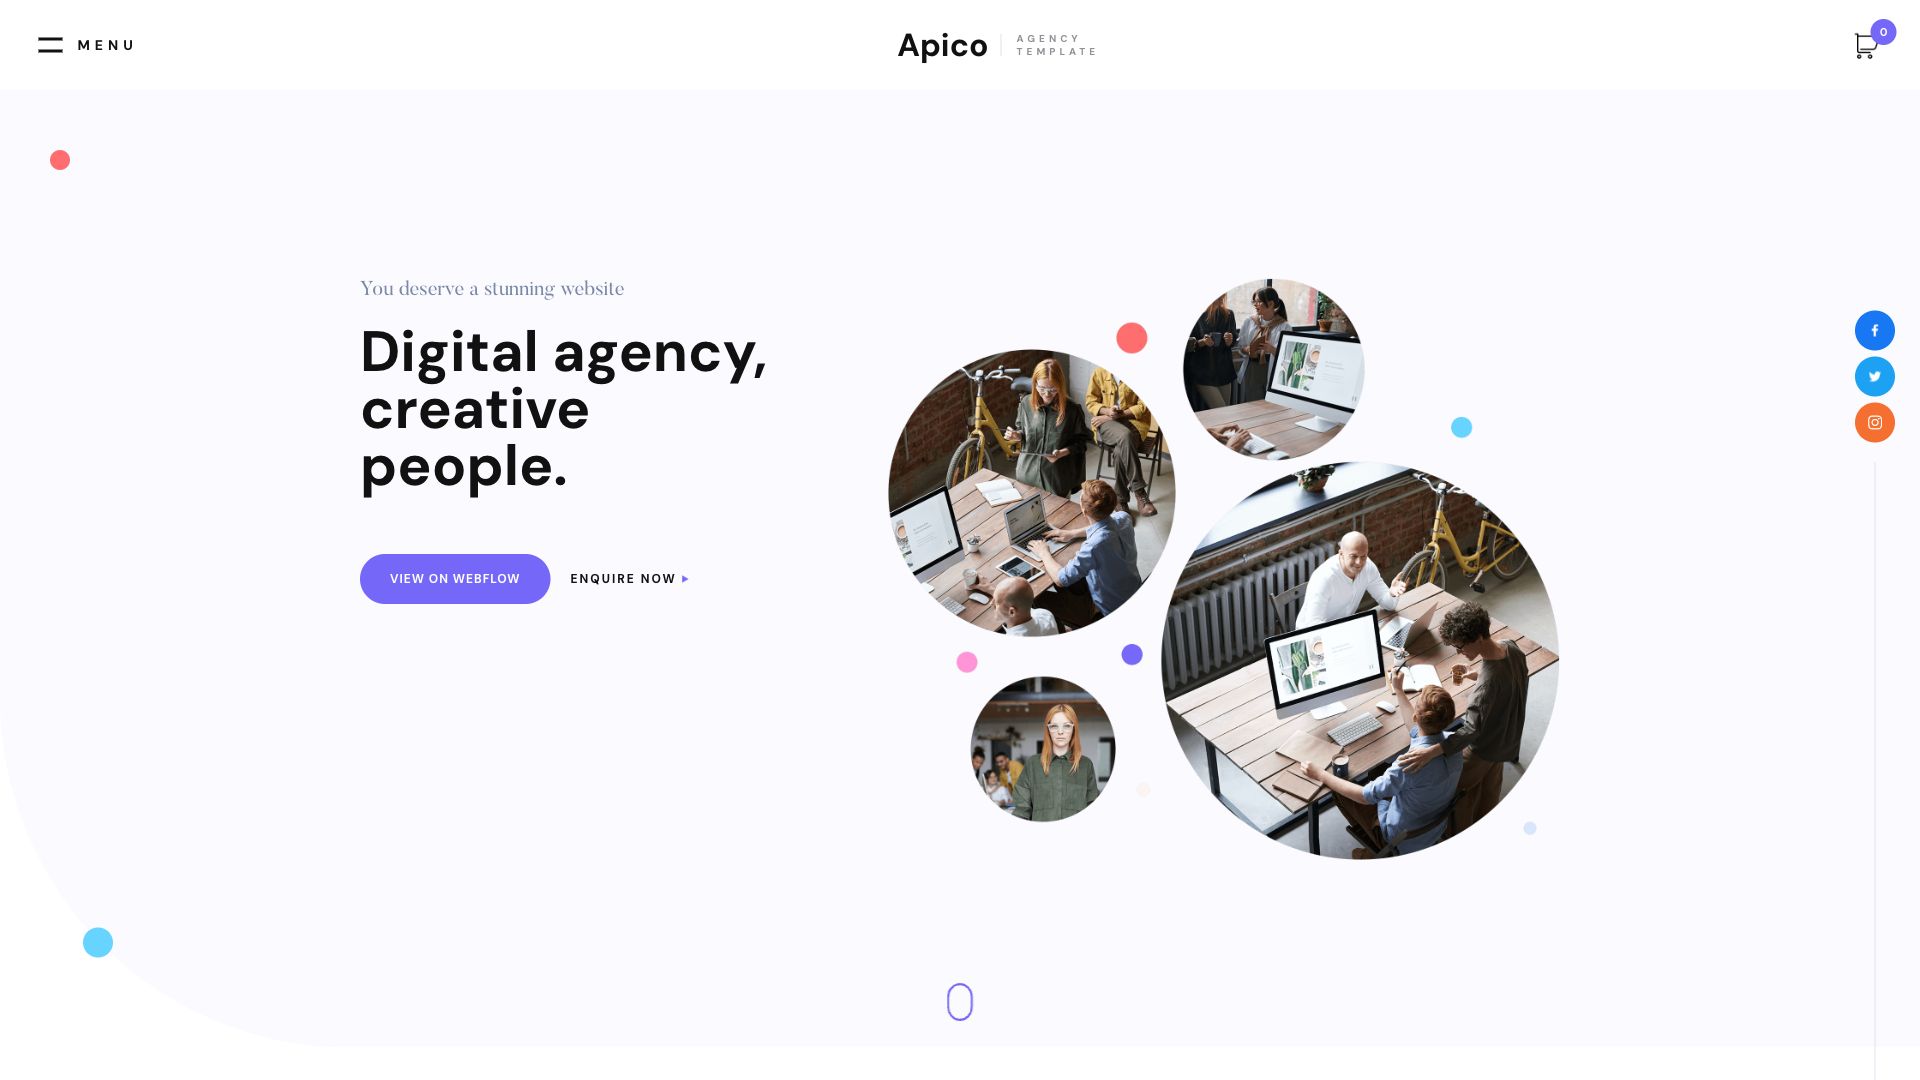 MENU
Apico
AGENCY
TEMPLATE
0
You deserve a stunning website
Digital agency,
creative
people.
VIEW ON WEBFLOW
ENQUIRE NOW